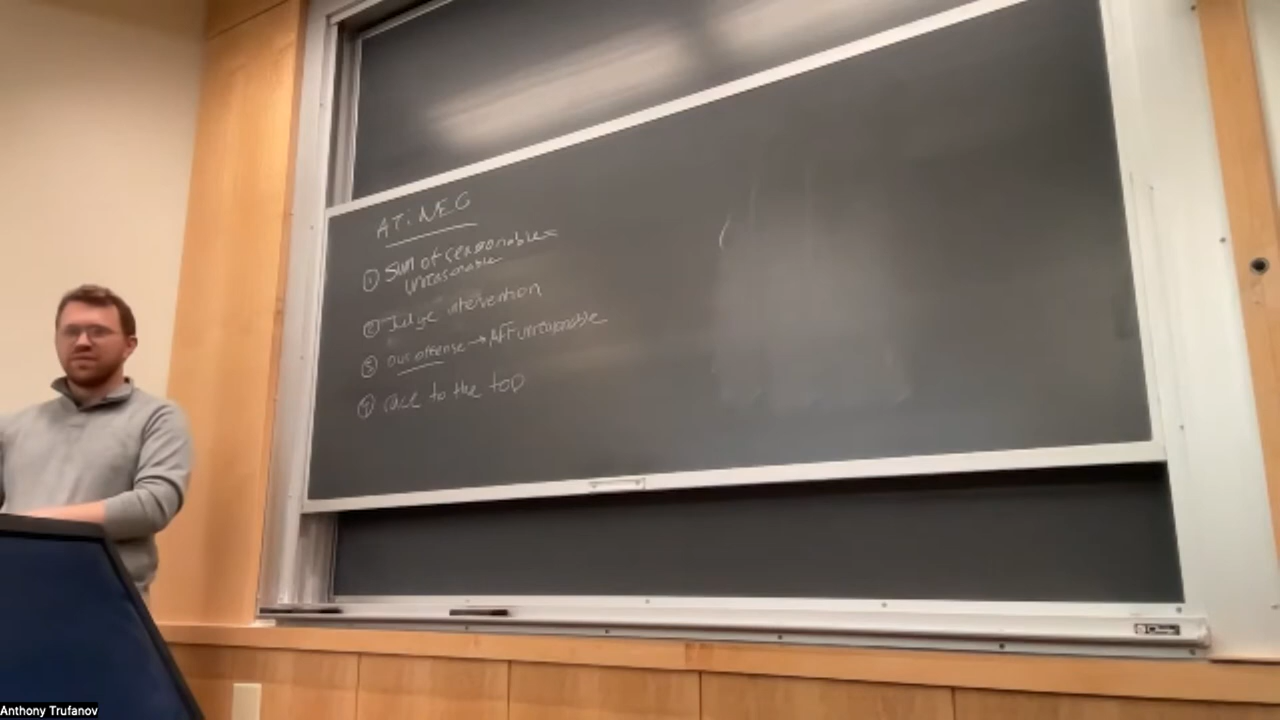 AT: NEG
① Sum of reasonable =
unreasonable
② Judge intervention
③ our offense → AFF unreasonable
④ race to the top
Anthony Trufanov